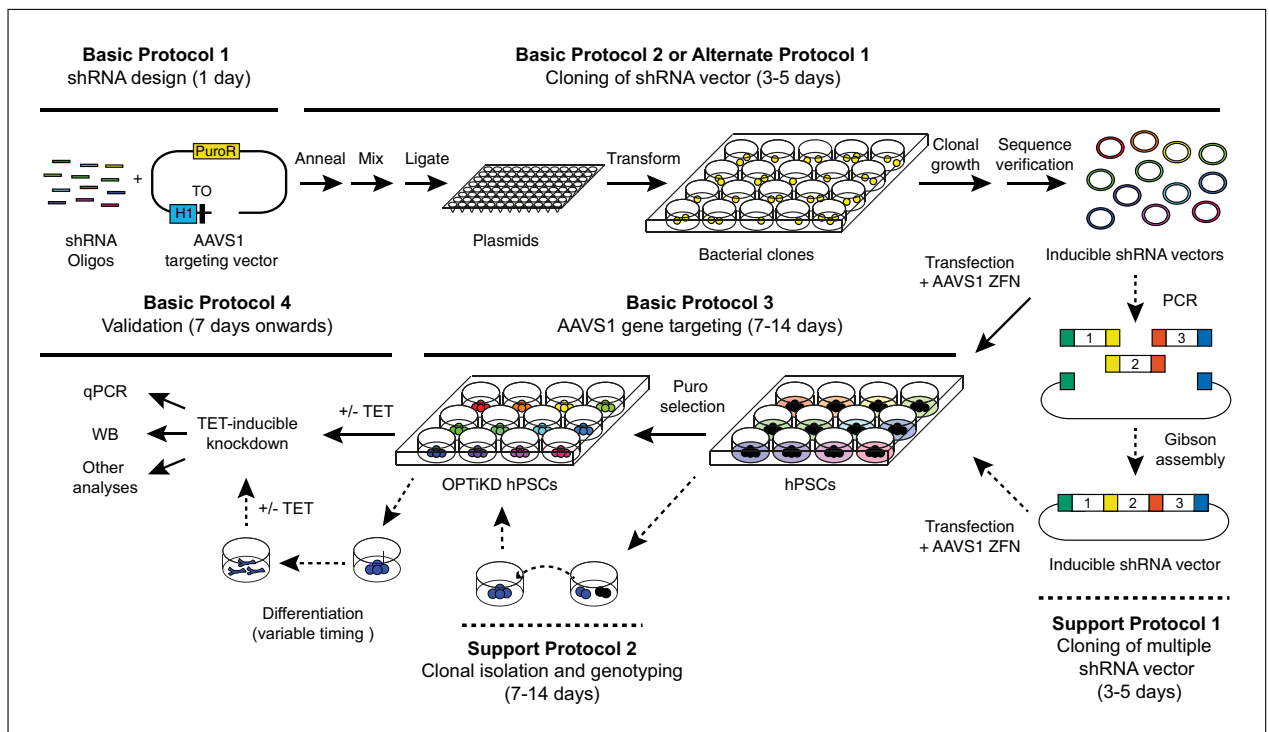 Basic Protocol 1
shRNA design (1 day)
Basic Protocol 2 or Alternate Protocol 1
Cloning of shRNA vector (3-5 days)
PuroR
TO
H1
+
shRNA
Oligos
AAVS1
targeting vector
Anneal
Mix
Ligate
Plasmids
Transform
Bacterial clones
Clonal
growth
Sequence
verification
Inducible shRNA vectors
Transfection
+ AAVS1 ZFN
PCR
1
3
2
Gibson
assembly
1 2 3
Inducible shRNA vector
Transfection
+ AAVS1 ZFN
Support Protocol 1
Cloning of multiple
shRNA vector
(3-5 days)
Basic Protocol 3
AAVS1 gene targeting (7-14 days)
hPSCs
Puro
selection
OPTiKD hPSCs
Support Protocol 2
Clonal isolation and genotyping
(7-14 days)
Basic Protocol 4
Validation (7 days onwards)
+/- TET
TET-inducible
knockdown
qPCR
WB
Other
analyses
+/- TET
Differentiation
(variable timing )